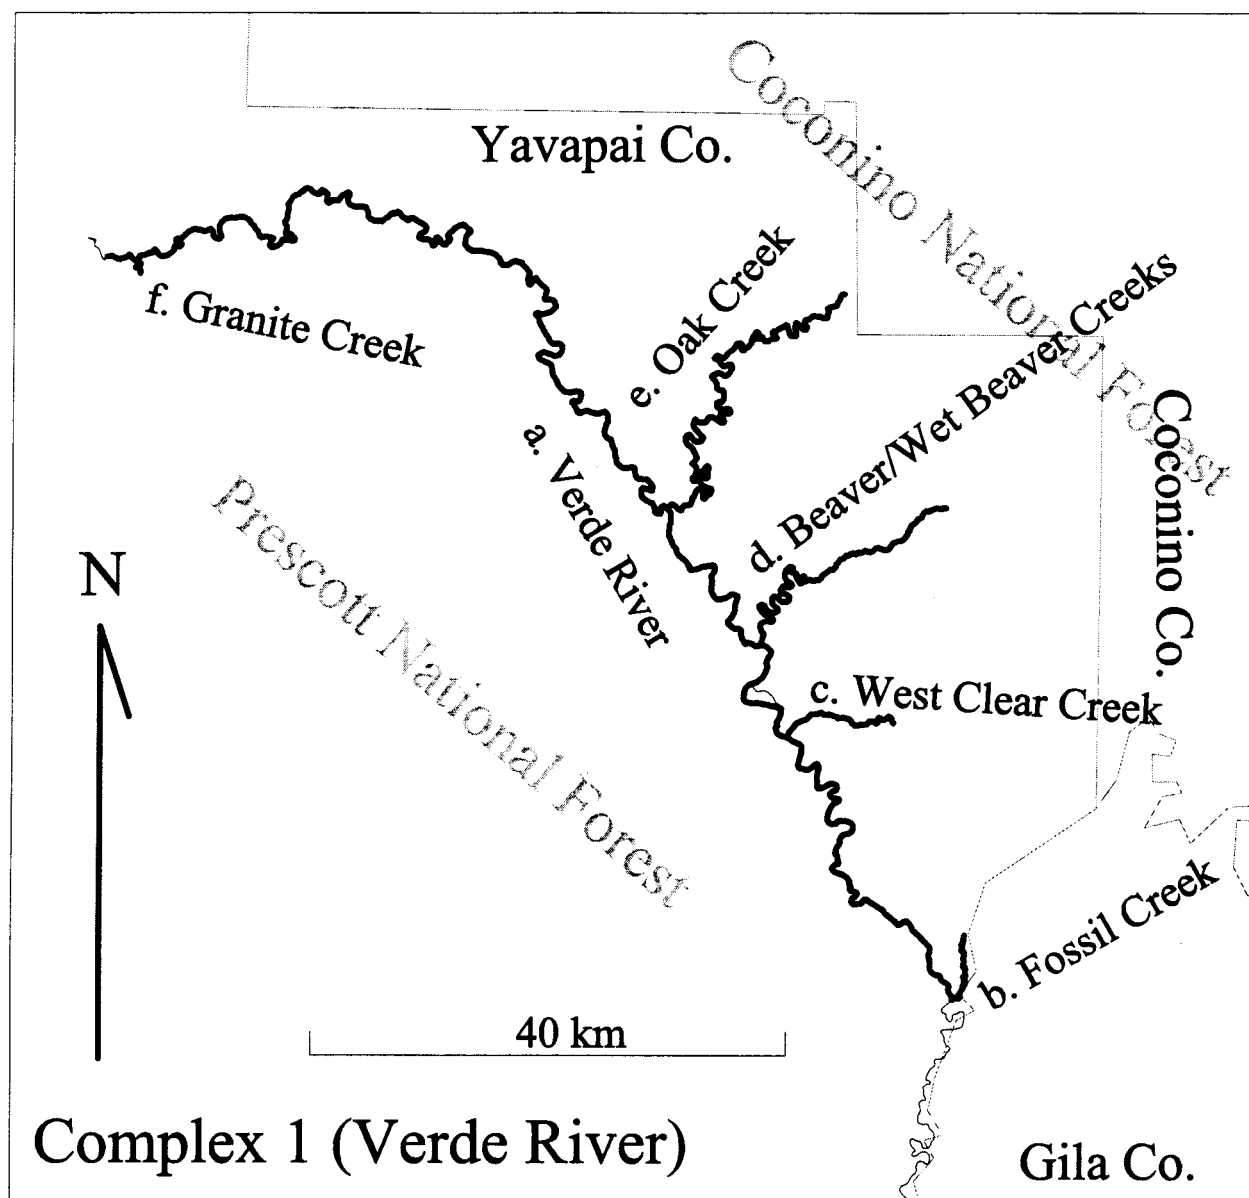 Coconino National Forest
Yavapai Co.
e. Oak Creek
f. Granite Creek
d. Beaver/Wet Beaver Creeks
Coconino Co.
a. Verde River
Prescott National Forest
N
c. West Clear Creek
b. Fossil Creek
40 km
Complex 1 (Verde River)
Gila Co.